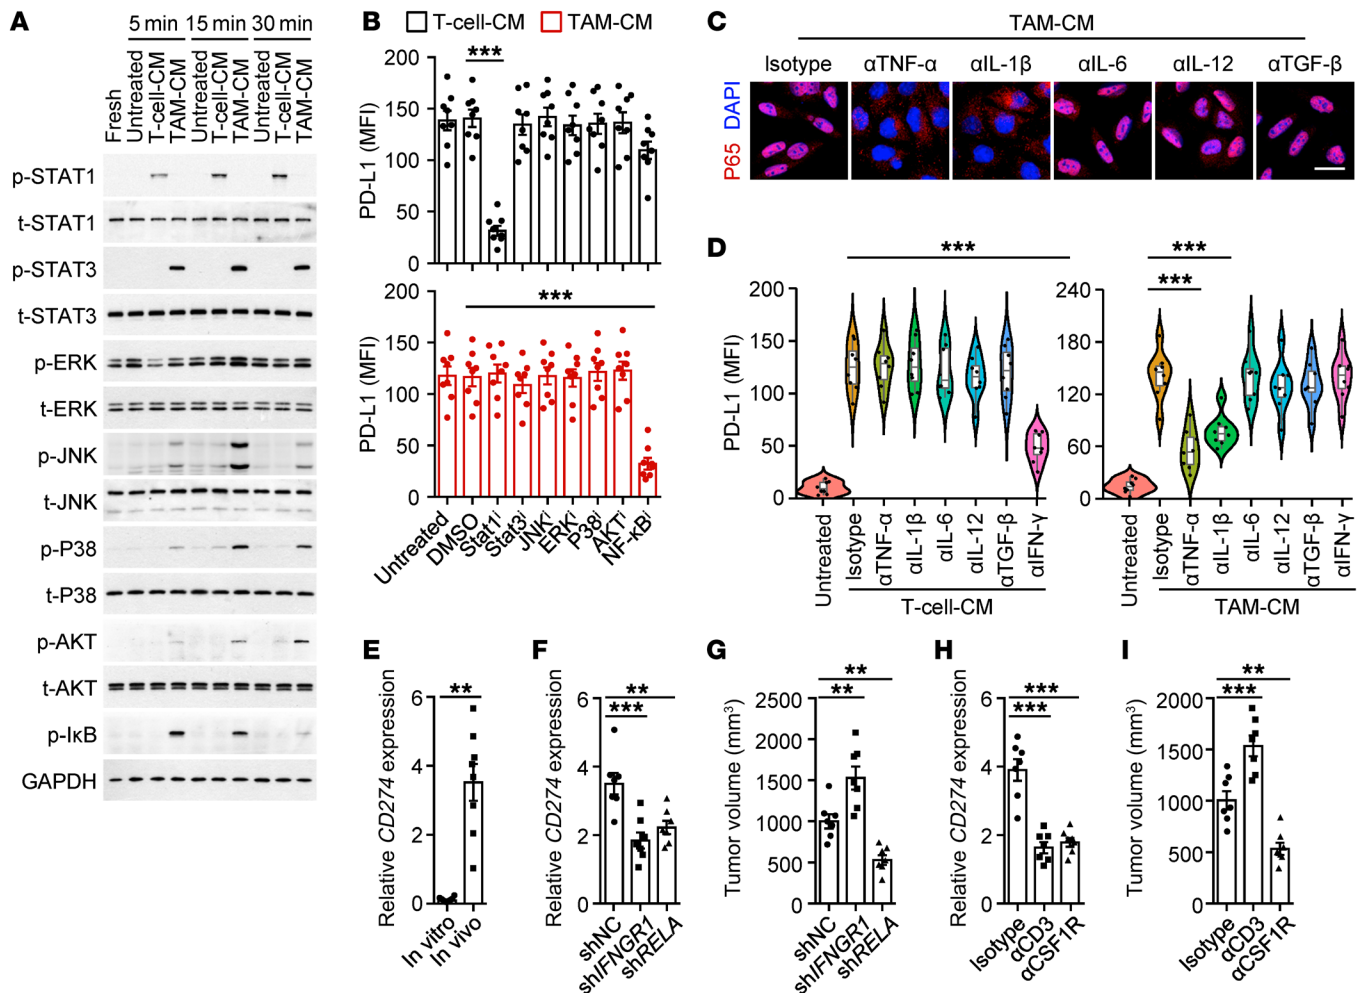 A
5 min 15 min 30 min
Fresh
Untreated
T-cell-CM
TAM-CM
Untreated
T-cell-CM
TAM-CM
Untreated
T-cell-CM
TAM-CM
p-STAT1
t-STAT1
p-STAT3
t-STAT3
p-ERK
t-ERK
p-JNK
t-JNK
p-P38
t-P38
p-AKT
t-AKT
p-IκB
GAPDH
B
T-cell-CM TAM-CM
PD-L1 (MFI)
200
150
100
50
0
***
PD-L1 (MFI)
200
150
100
50
0
***
Untreated
DMSO
Stat1ⁱ
Stat3ⁱ
JNKⁱ
ERKⁱ
P38ⁱ
AKTⁱ
NF-κBⁱ
C
TAM-CM
Isotype αTNF-α αIL-1β αIL-6 αIL-12 αTGF-β
P65 DAPI
D
PD-L1 (MFI)
200
150
100
50
0
***
Untreated
Isotype
αTNF-α
αIL-1β
αIL-6
αIL-12
αTGF-β
αIFN-γ
T-cell-CM
240
180
120
60
0
***
***
Untreated
Isotype
αTNF-α
αIL-1β
αIL-6
αIL-12
αTGF-β
αIFN-γ
TAM-CM
E
Relative CD274 expression
6
4
2
0
**
In vitro
In vivo
F
Relative CD274 expression
6
4
2
0
**
***
shNC
shIFNGR1
shRELA
G
Tumor volume (mm³)
2500
2000
1500
1000
500
0
**
**
shNC
shIFNGR1
shRELA
H
Relative CD274 expression
6
4
2
0
***
***
Isotype
αCD3
αCSF1R
I
Tumor volume (mm³)
2000
1500
1000
500
0
**
***
Isotype
αCD3
αCSF1R